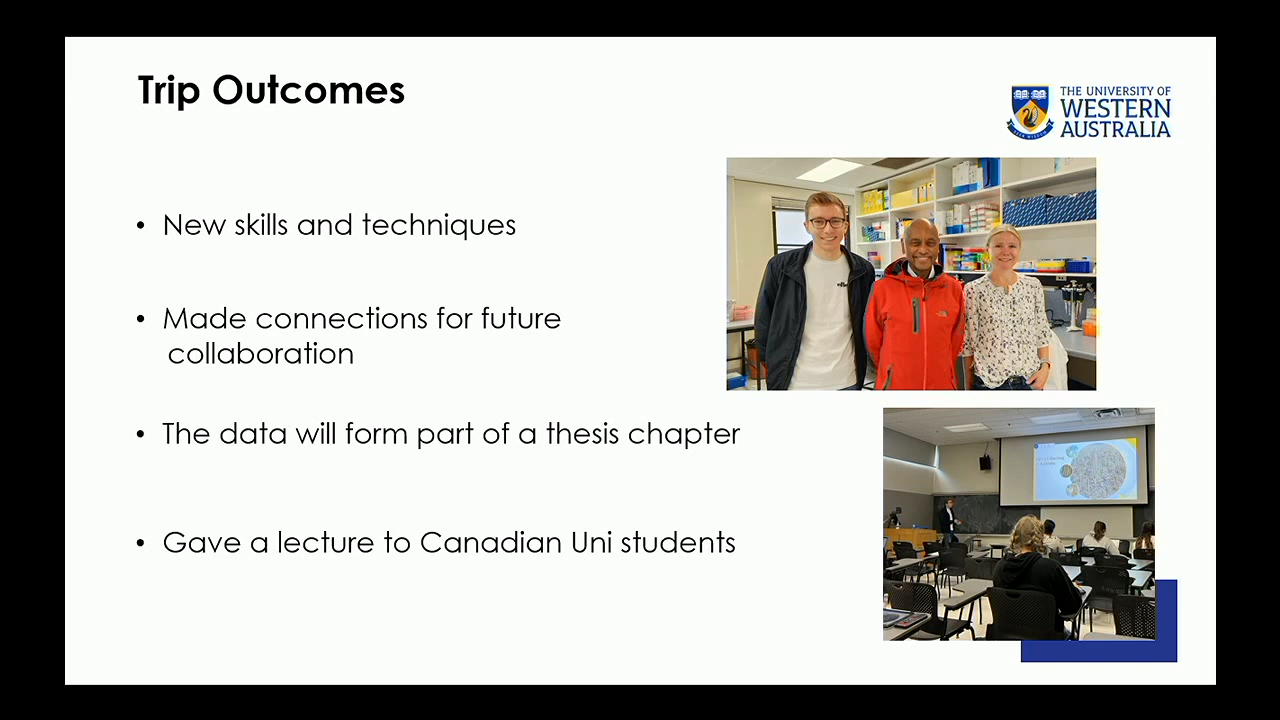 Trip Outcomes
THE UNIVERSITY OF
WESTERN
AUSTRALIA
• New skills and techniques
• Made connections for future
collaboration
• The data will form part of a thesis chapter
• Gave a lecture to Canadian Uni students